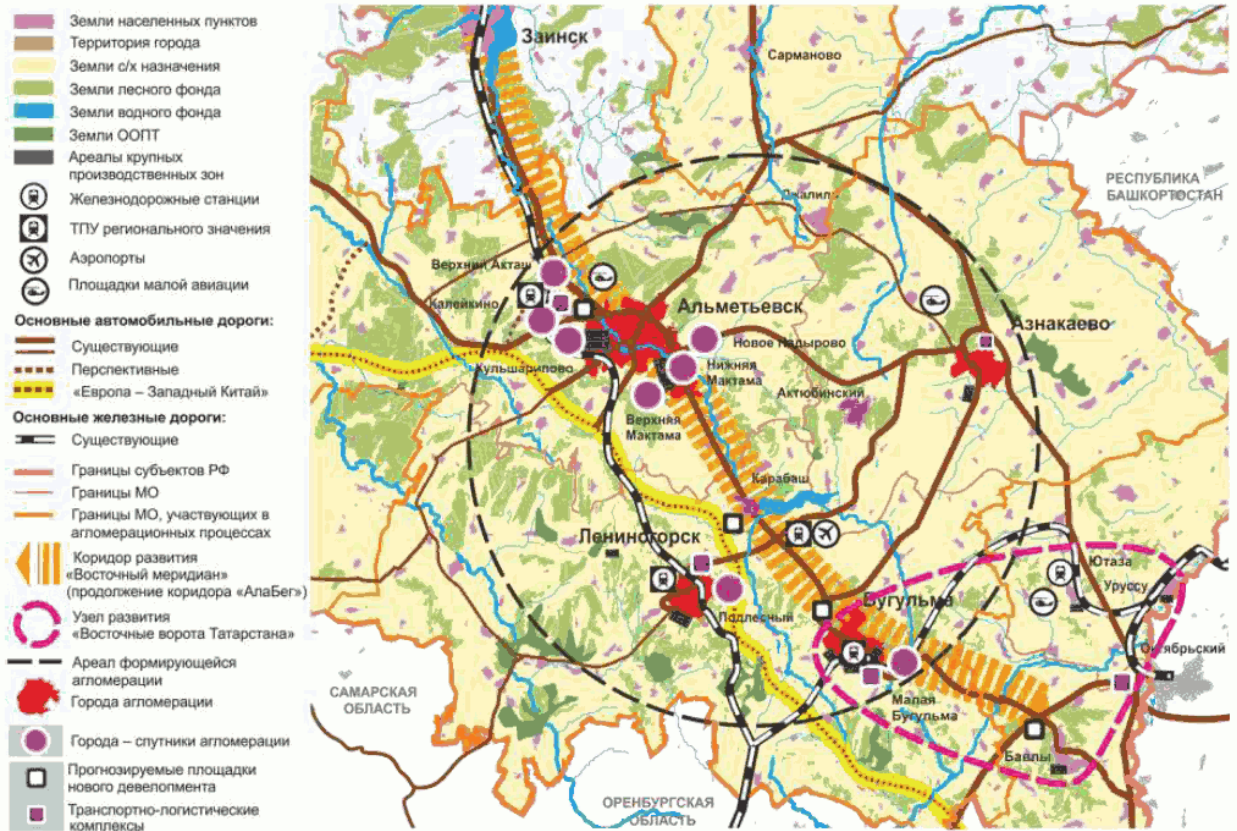 Земли населенных пунктов
Территория города
Земли с/х назначения
Земли лесного фонда
Земли водного фонда
Земли ООПТ
Ареалы крупных
производственных зон
Железнодорожные станции
ТПУ регионального значения
Аэропорты
Площадки малой авиации
Основные автомобильные дороги:
Существующие
Перспективные
«Европа – Западный Китай»
Основные железные дороги:
Существующие
Границы субъектов РФ
Границы МО
Границы МО, участвующих в
агломерационных процессах
Коридор развития
«Восточный меридиан»
(продолжение коридора «АлаБег»)
Узел развития
«Восточные ворота Татарстана»
Ареал формирующейся
агломерации
Города агломерации
Города – спутники агломерации
Прогнозируемые площадки
нового девелопмента
Транспортно-логистические
комплексы
Заинск
Сарманово
РЕСПУБЛИКА
БАШКОРТОСТАН
Джалиль
Верхний Акташ
Калейкино
Альметьевск
Азнакаево
Новое Надырово
Кульшарипово
Нижняя
Мактама
Актюбинский
Верхняя
Мактама
Карабаш
Лениногорск
Ютаза
Уруссу
Бугульма
Подлесный
Октябрьский
САМАРСКАЯ
ОБЛАСТЬ
Малая
Бугульма
Бавлы
ОРЕНБУРГСКАЯ
ОБЛАСТЬ